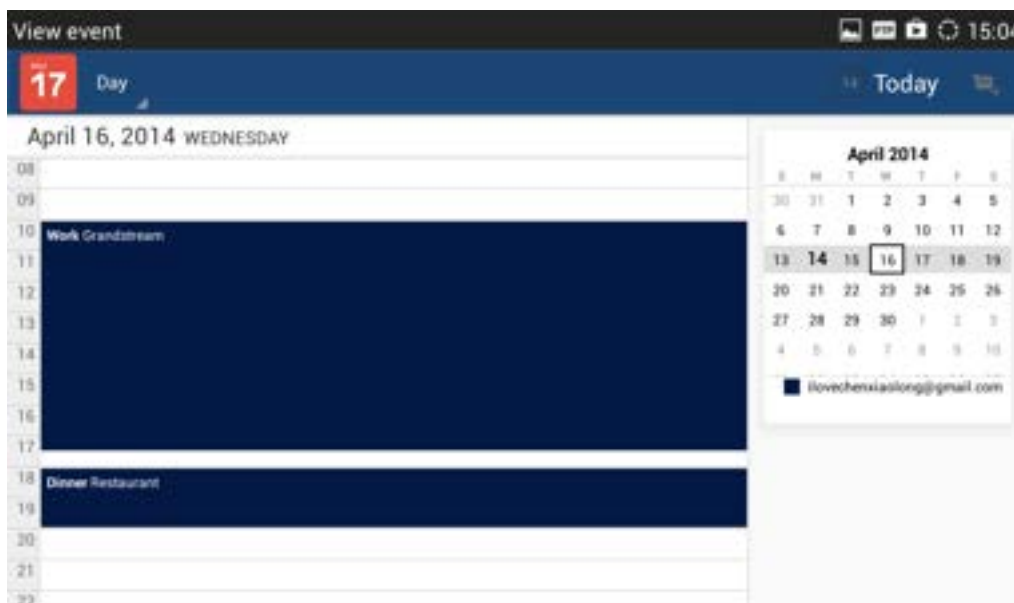 View event
FTP
15:04
17
Day
14
Today
April 16, 2014 WEDNESDAY
08
09
10 Work Grandstream
11
12
13
14
15
16
17
18 Dinner Restaurant
19
20
21
22
April 2014
S M T W T F S
30 31 1 2 3 4 5
6 7 8 9 10 11 12
13 14 15 16 17 18 19
20 21 22 23 24 25 26
27 28 29 30 1 2 3
4 5 6 7 8 9 10
ilovechenxiaolong@gmail.com